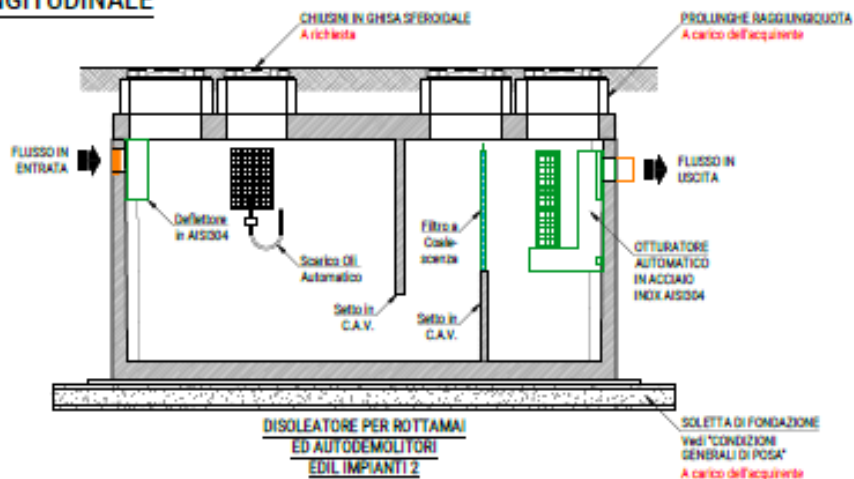 GITUDINALE
CHIUSINI IN GHISA SFEROIDALE
A richiesta
PROLUNGHE RAGGIUNGIQUOTA
A carico dell'acquirente
FLUSSO IN
ENTRATA
FLUSSO IN
USCITA
Deflettore
in AISI304
Scarico Oli
Automatico
Filtro a
Coale-
scenza
Setto in
C.A.V.
Setto in
C.A.V.
OTTURATORE
AUTOMATICO
IN ACCIAIO
INOX AISI304
DISOLEATORE PER ROTTAMAI
ED AUTODEMOLITORI
EDIL IMPIANTI 2
SOLETTA DI FONDAZIONE
Vedi "CONDIZIONI
GENERALI DI POSA"
A carico dell'acquirente